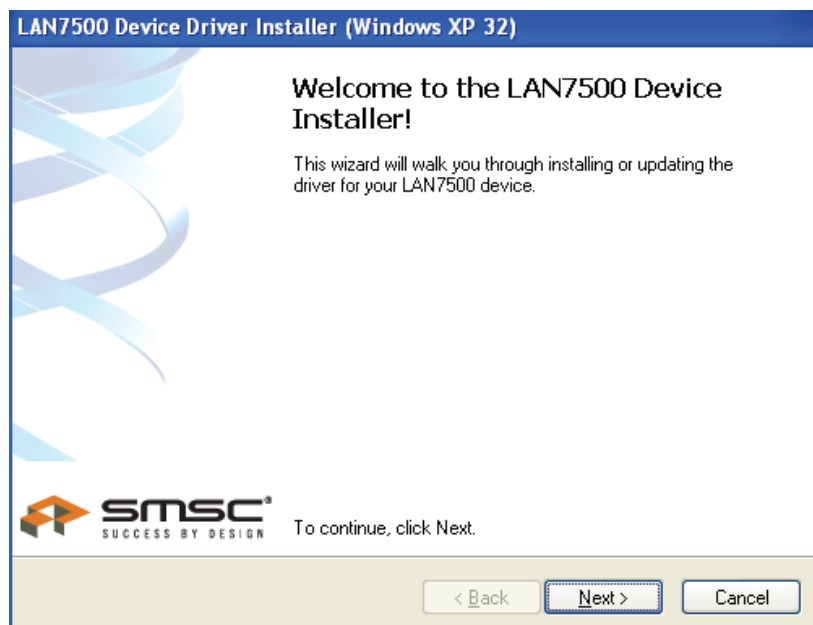 LAN7500 Device Driver Installer (Windows XP 32)
Welcome to the LAN7500 Device
Installer!
This wizard will walk you through installing or updating the
driver for your LAN7500 device.
smsc®
SUCCESS BY DESIGN
To continue, click Next.
< Back
Next >
Cancel